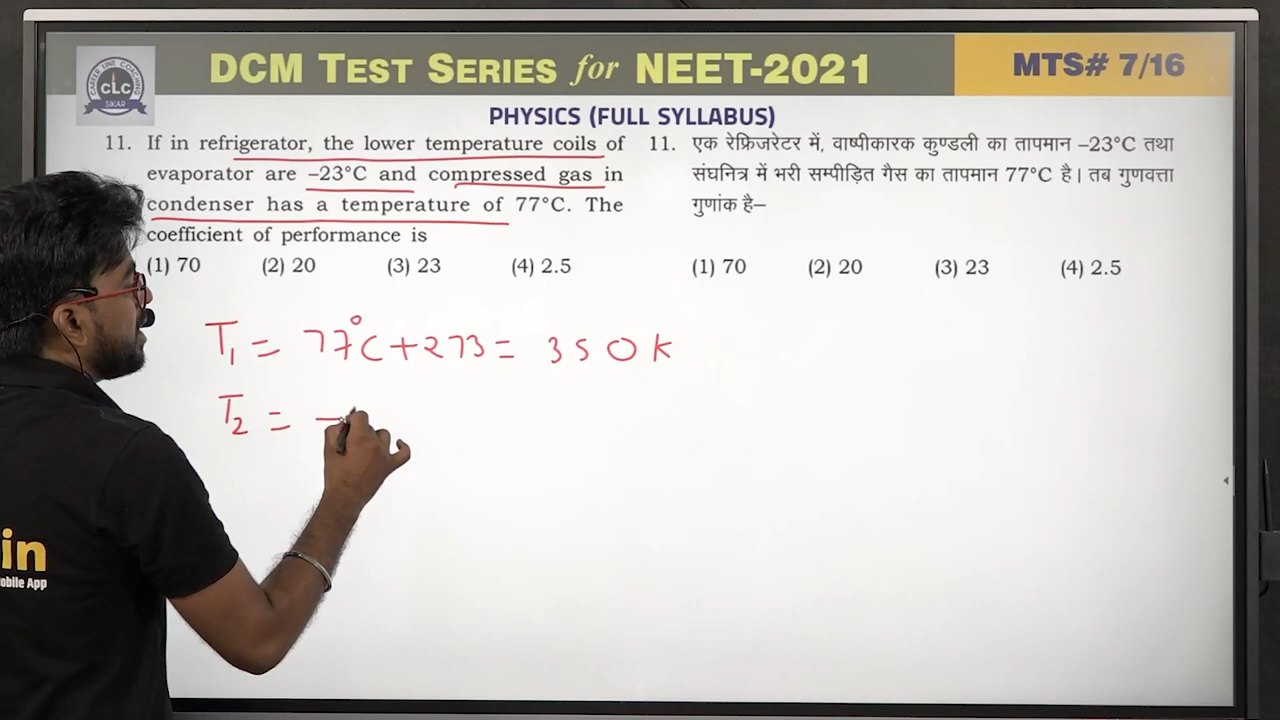 DCM TEST SERIES for NEET-2021
MTS# 7/16
CAREER LINE COACHING
CLC
SIKAR
PHYSICS (FULL SYLLABUS)
11. If in refrigerator, the lower temperature coils of
evaporator are –23°C and compressed gas in
condenser has a temperature of 77°C. The
coefficient of performance is
(1) 70 (2) 20 (3) 23 (4) 2.5
11. एक रेफ्रिजरेटर में, वाष्पीकारक कुण्डली का तापमान –23°C तथा
संघनित्र में भरी सम्पीड़ित गैस का तापमान 77°C है। तब गुणवत्ता
गुणांक है–
(1) 70 (2) 20 (3) 23 (4) 2.5
T₁ = 77°C + 273 = 350 K
T₂ = –
in
obile App